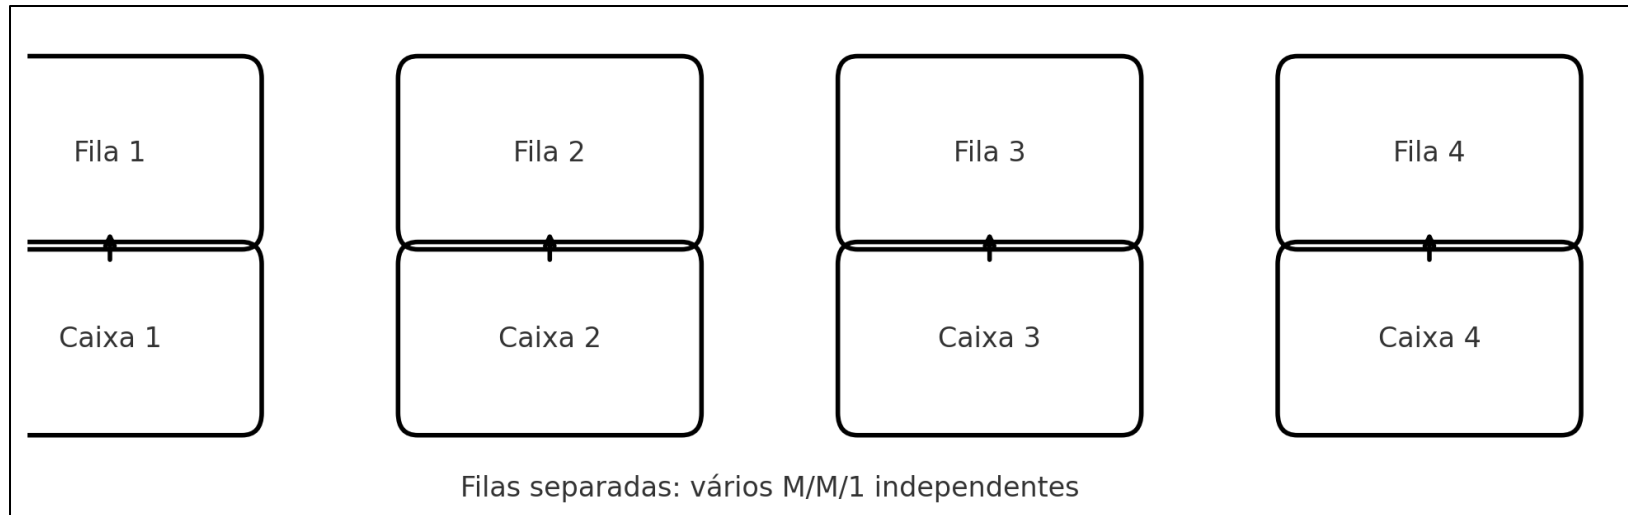 Fila 1
Fila 2
Fila 3
Fila 4
Caixa 1
Caixa 2
Caixa 3
Caixa 4
Filas separadas: vários M/M/1 independentes